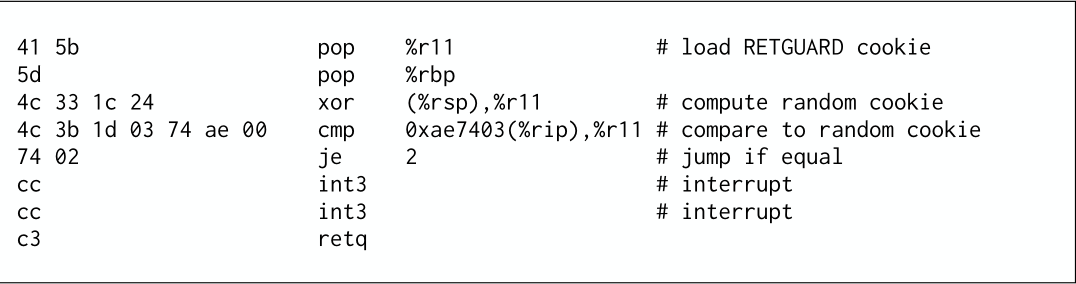 41 5b pop %r11 # load RETGUARD cookie
5d pop %rbp
4c 33 1c 24 xor (%rsp),%r11 # compute random cookie
4c 3b 1d 03 74 ae 00 cmp 0xae7403(%rip),%r11 # compare to random cookie
74 02 je 2 # jump if equal
cc int3 # interrupt
cc int3 # interrupt
c3 retq